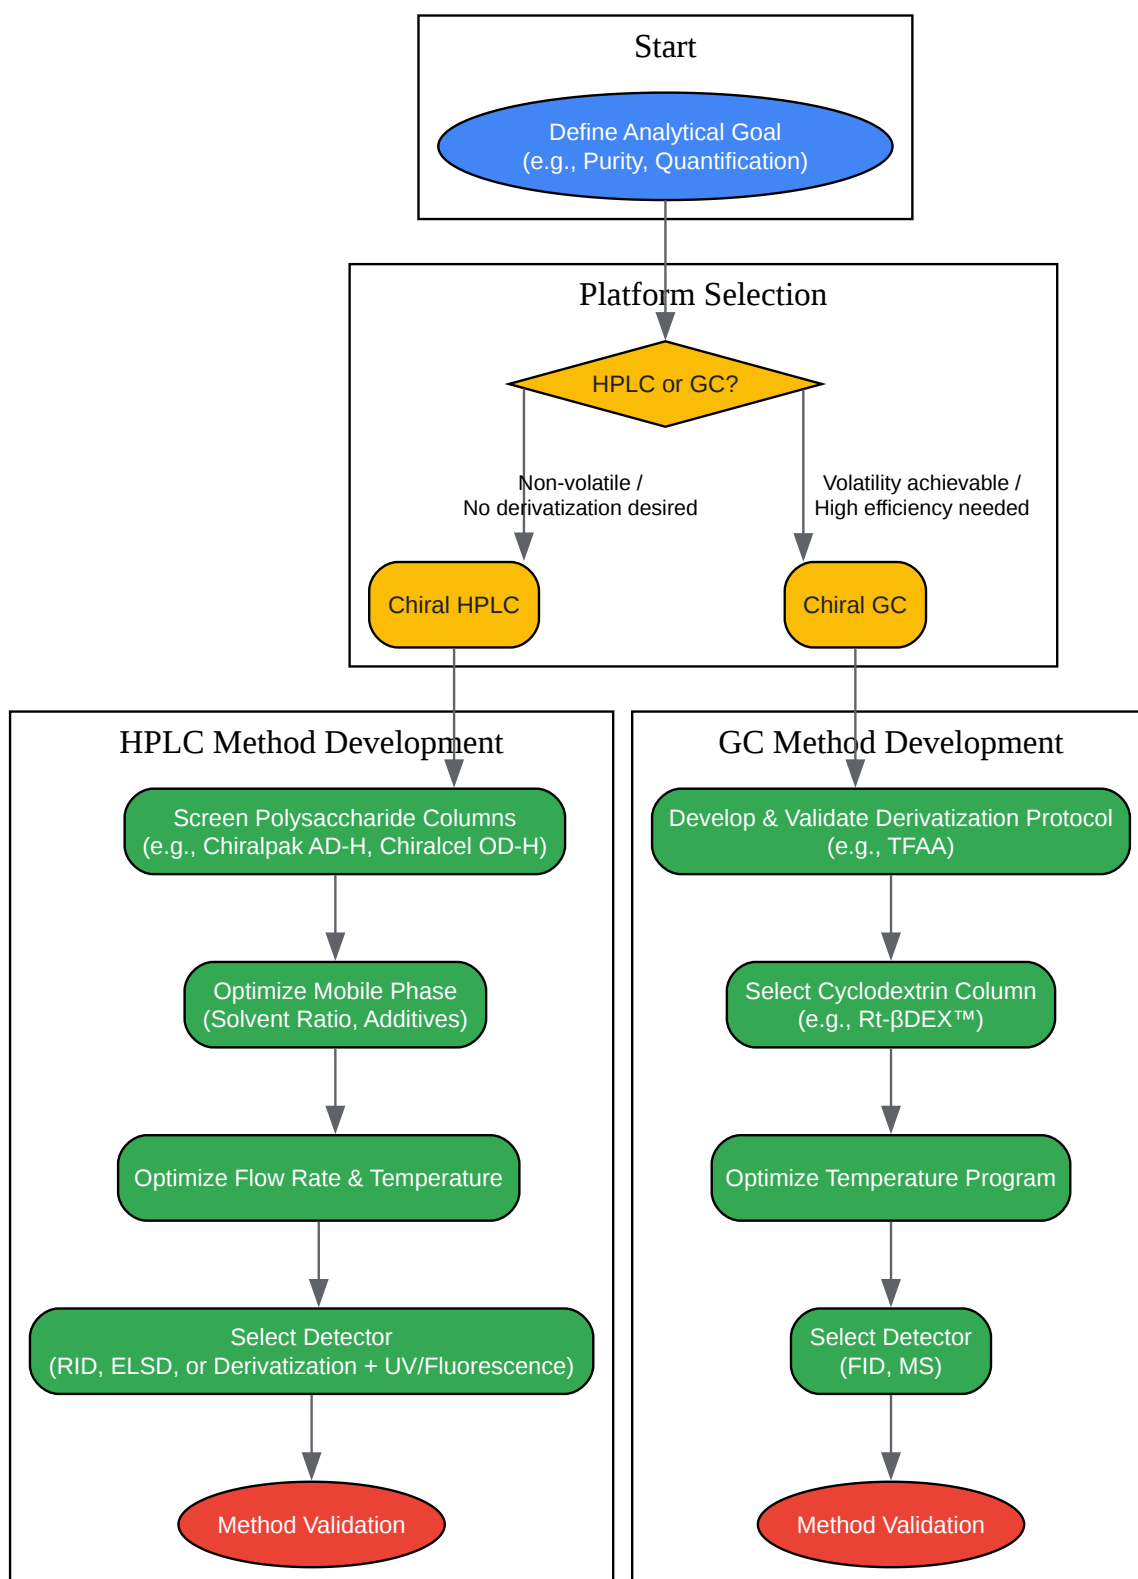 Start
Define Analytical Goal
(e.g., Purity, Quantification)
Platform Selection
HPLC or GC?
Non-volatile /
No derivatization desired
Volatility achievable /
High efficiency needed
Chiral HPLC
Chiral GC
HPLC Method Development
Screen Polysaccharide Columns
(e.g., Chiralpak AD-H, Chiralcel OD-H)
Optimize Mobile Phase
(Solvent Ratio, Additives)
Optimize Flow Rate & Temperature
Select Detector
(RID, ELSD, or Derivatization + UV/Fluorescence)
Method Validation
GC Method Development
Develop & Validate Derivatization Protocol
(e.g., TFAA)
Select Cyclodextrin Column
(e.g., Rt-βDEX™)
Optimize Temperature Program
Select Detector
(FID, MS)
Method Validation